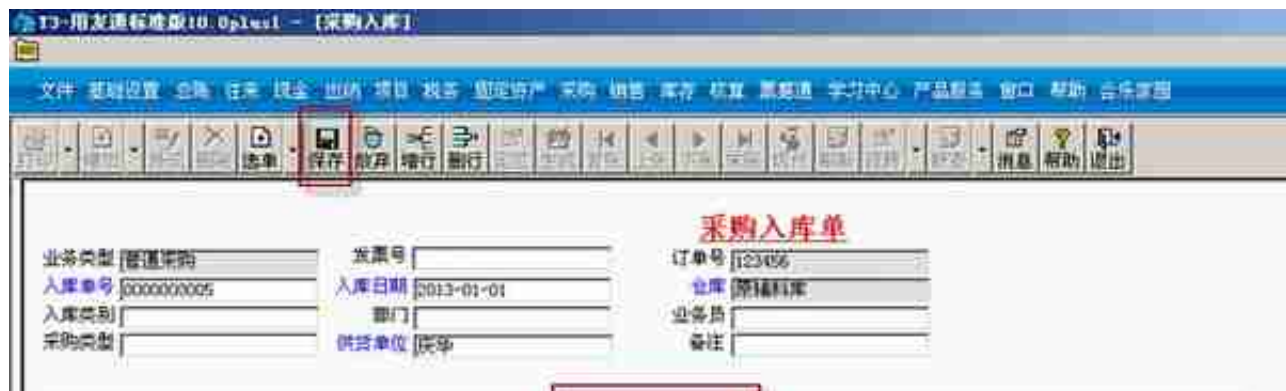 T3-用友通标准版10.0plus1 - [采购入库]
文件 基础设置 总账 往来 现金 出纳 项目 税务 固定资产 采购 销售 库存 核算 票据通 学习中心 产品服务 窗口 帮助
选单 保存 放弃 增行 删行 消息 帮助 退出
采购入库单
业务类型 普通采购 发票号 订单号 123456
入库单号 0000000005 入库日期 2013-01-01 仓库 原辅料库
入库类别 部门 业务员
采购类型 供货单位 备注